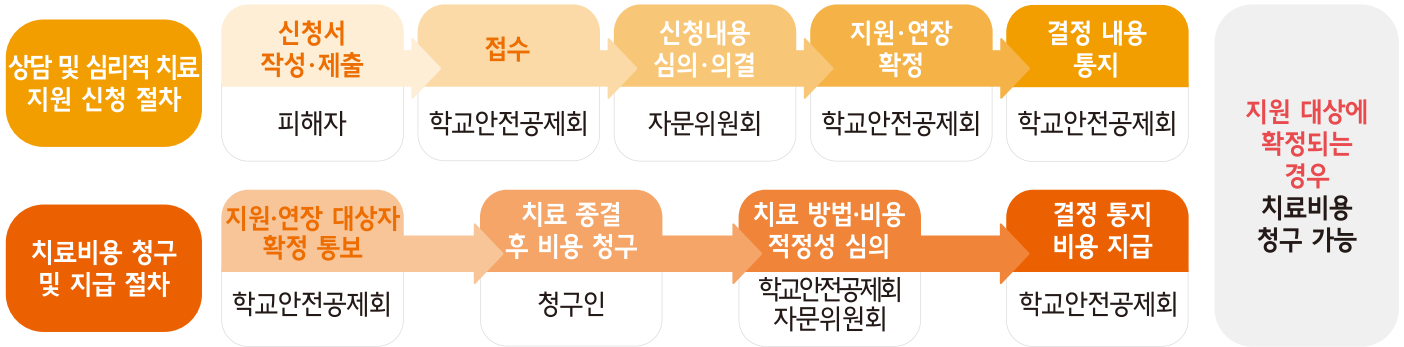 상담 및 심리적 치료
지원 신청 절차
신청서
작성·제출
피해자
접수
학교안전공제회
신청내용
심의·의결
자문위원회
지원·연장
확정
학교안전공제회
결정 내용
통지
학교안전공제회
치료비용 청구
및 지급 절차
지원·연장 대상자
확정 통보
학교안전공제회
치료 종결
후 비용 청구
청구인
치료 방법·비용
적정성 심의
학교안전공제회
자문위원회
결정 통지
비용 지급
학교안전공제회
지원 대상에
확정되는
경우
치료비용
청구 가능